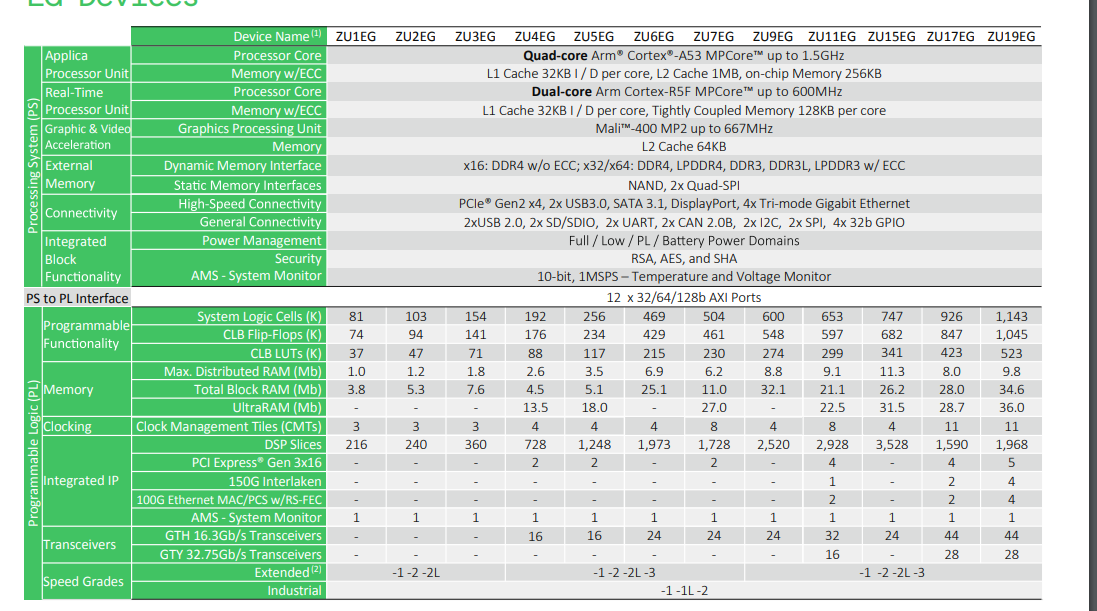 EG Devices
Device Name (1) ZU1EG ZU2EG ZU3EG ZU4EG ZU5EG ZU6EG ZU7EG ZU9EG ZU11EG ZU15EG ZU17EG ZU19EG
Processing System (PS)
Applica Processor Core Quad-core Arm® Cortex®-A53 MPCore™ up to 1.5GHz
Processor Unit Memory w/ECC L1 Cache 32KB I / D per core, L2 Cache 1MB, on-chip Memory 256KB
Real-Time Processor Core Dual-core Arm Cortex-R5F MPCore™ up to 600MHz
Processor Unit Memory w/ECC L1 Cache 32KB I / D per core, Tightly Coupled Memory 128KB per core
Graphic & Video Graphics Processing Unit Mali™-400 MP2 up to 667MHz
Acceleration Memory L2 Cache 64KB
External Dynamic Memory Interface x16: DDR4 w/o ECC; x32/x64: DDR4, LPDDR4, DDR3, DDR3L, LPDDR3 w/ ECC
Memory Static Memory Interfaces NAND, 2x Quad-SPI
Connectivity High-Speed Connectivity PCIe® Gen2 x4, 2x USB3.0, SATA 3.1, DisplayPort, 4x Tri-mode Gigabit Ethernet
General Connectivity 2xUSB 2.0, 2x SD/SDIO, 2x UART, 2x CAN 2.0B, 2x I2C, 2x SPI, 4x 32b GPIO
Integrated Power Management Full / Low / PL / Battery Power Domains
Block Security RSA, AES, and SHA
Functionality AMS - System Monitor 10-bit, 1MSPS – Temperature and Voltage Monitor
PS to PL Interface 12 x 32/64/128b AXI Ports
Programmable Logic (PL)
Programmable System Logic Cells (K) 81 103 154 192 256 469 504 600 653 747 926 1,143
Functionality CLB Flip-Flops (K) 74 94 141 176 234 429 461 548 597 682 847 1,045
CLB LUTs (K) 37 47 71 88 117 215 230 274 299 341 423 523
Memory Max. Distributed RAM (Mb) 1.0 1.2 1.8 2.6 3.5 6.9 6.2 8.8 9.1 11.3 8.0 9.8
Total Block RAM (Mb) 3.8 5.3 7.6 4.5 5.1 25.1 11.0 32.1 21.1 26.2 28.0 34.6
UltraRAM (Mb) - - - 13.5 18.0 - 27.0 - 22.5 31.5 28.7 36.0
Clocking Clock Management Tiles (CMTs) 3 3 3 4 4 4 8 4 8 4 11 11
DSP Slices 216 240 360 728 1,248 1,973 1,728 2,520 2,928 3,528 1,590 1,968
PCI Express® Gen 3x16 - - - 2 2 - 2 - 4 - 4 5
Integrated IP 150G Interlaken - - - - - - - - 1 - 2 4
100G Ethernet MAC/PCS w/RS-FEC - - - - - - - - 2 - 2 4
AMS - System Monitor 1 1 1 1 1 1 1 1 1 1 1 1
Transceivers GTH 16.3Gb/s Transceivers - - - 16 16 24 24 24 32 24 44 44
GTY 32.75Gb/s Transceivers - - - - - - - - 16 - 28 28
Speed Grades Extended (2) -1 -2 -2L -1 -2 -2L -3 -1 -2 -2L -3
Industrial -1 -1L -2